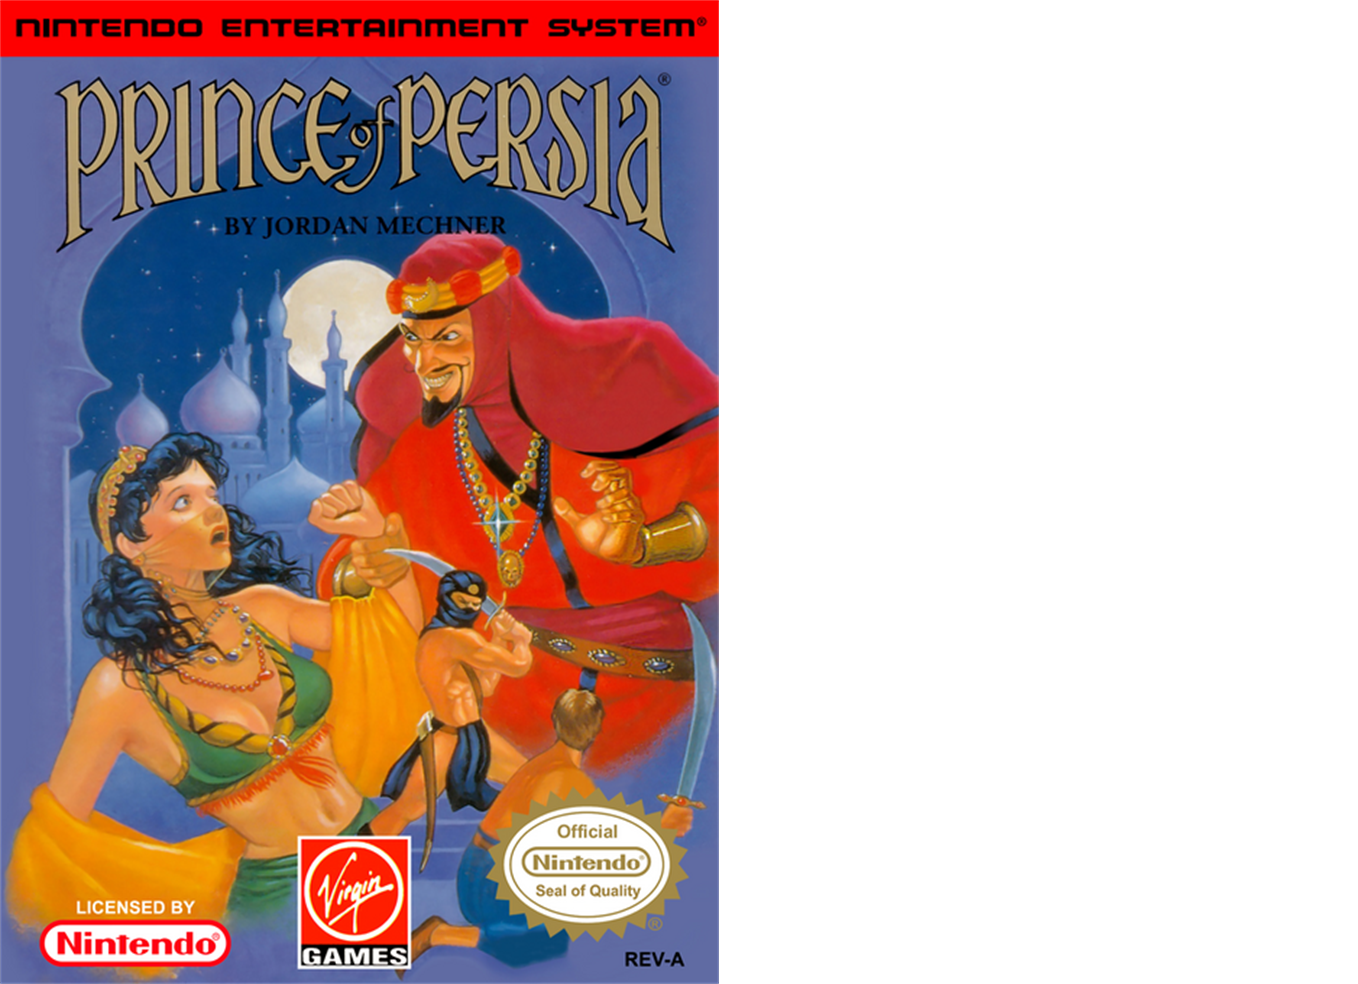 NINTENDO ENTERTAINMENT SYSTEM®
PRINCE of PERSIA®
BY JORDAN MECHNER
Official
Nintendo®
Seal of Quality
®
LICENSED BY
Nintendo®
Virgin
GAMES
REV-A